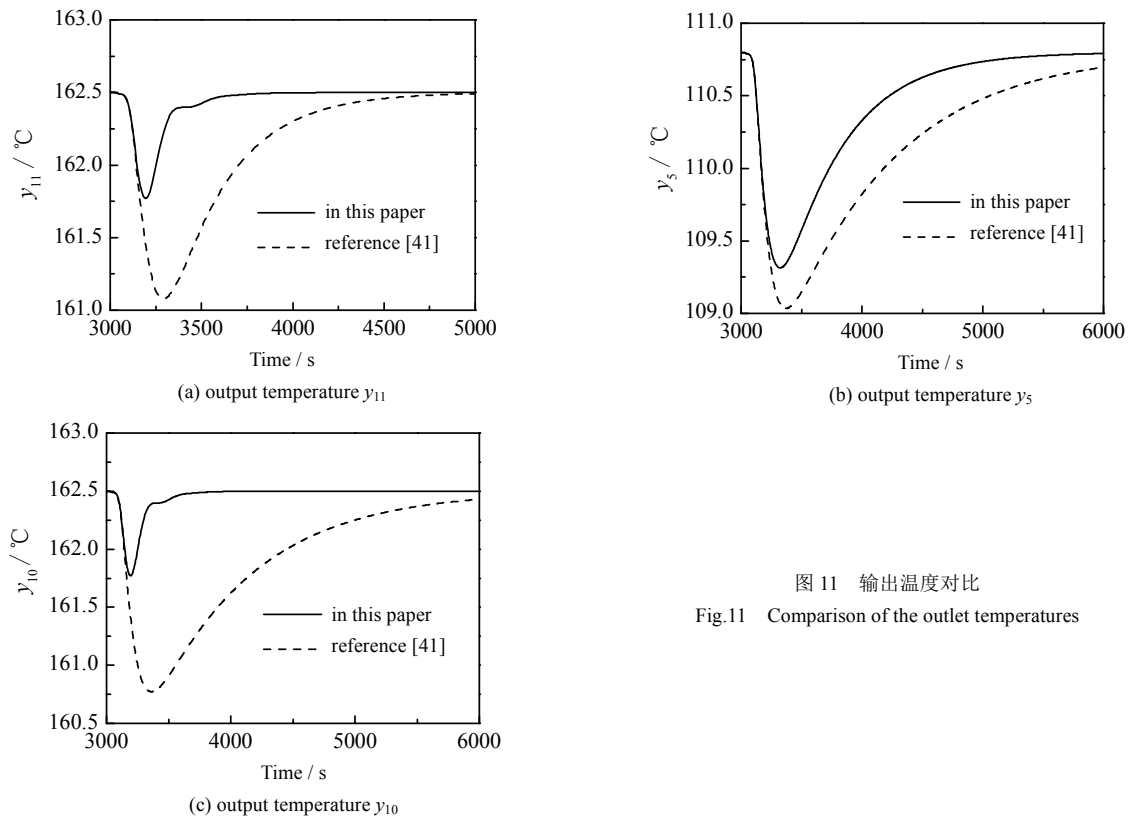 163.0
162.5
162.0
161.5
161.0
y11 / ℃
in this paper
reference [41]
3000 3500 4000 4500 5000
Time / s
(a) output temperature y11
111.0
110.5
110.0
109.5
109.0
y5 / ℃
in this paper
reference [41]
3000 4000 5000 6000
Time / s
(b) output temperature y5
163.0
162.5
162.0
161.5
161.0
160.5
y10 / ℃
in this paper
reference [41]
3000 4000 5000 6000
Time / s
(c) output temperature y10
图 11 输出温度对比
Fig.11 Comparison of the outlet temperatures